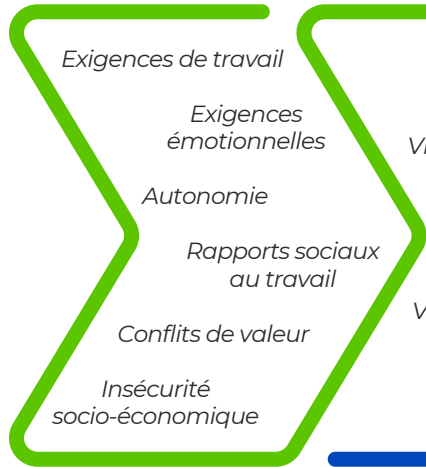 Exigences de travail
Exigences
émotionnelles
Autonomie
Rapports sociaux
au travail
Conflits de valeur
Insécurité
socio-économique